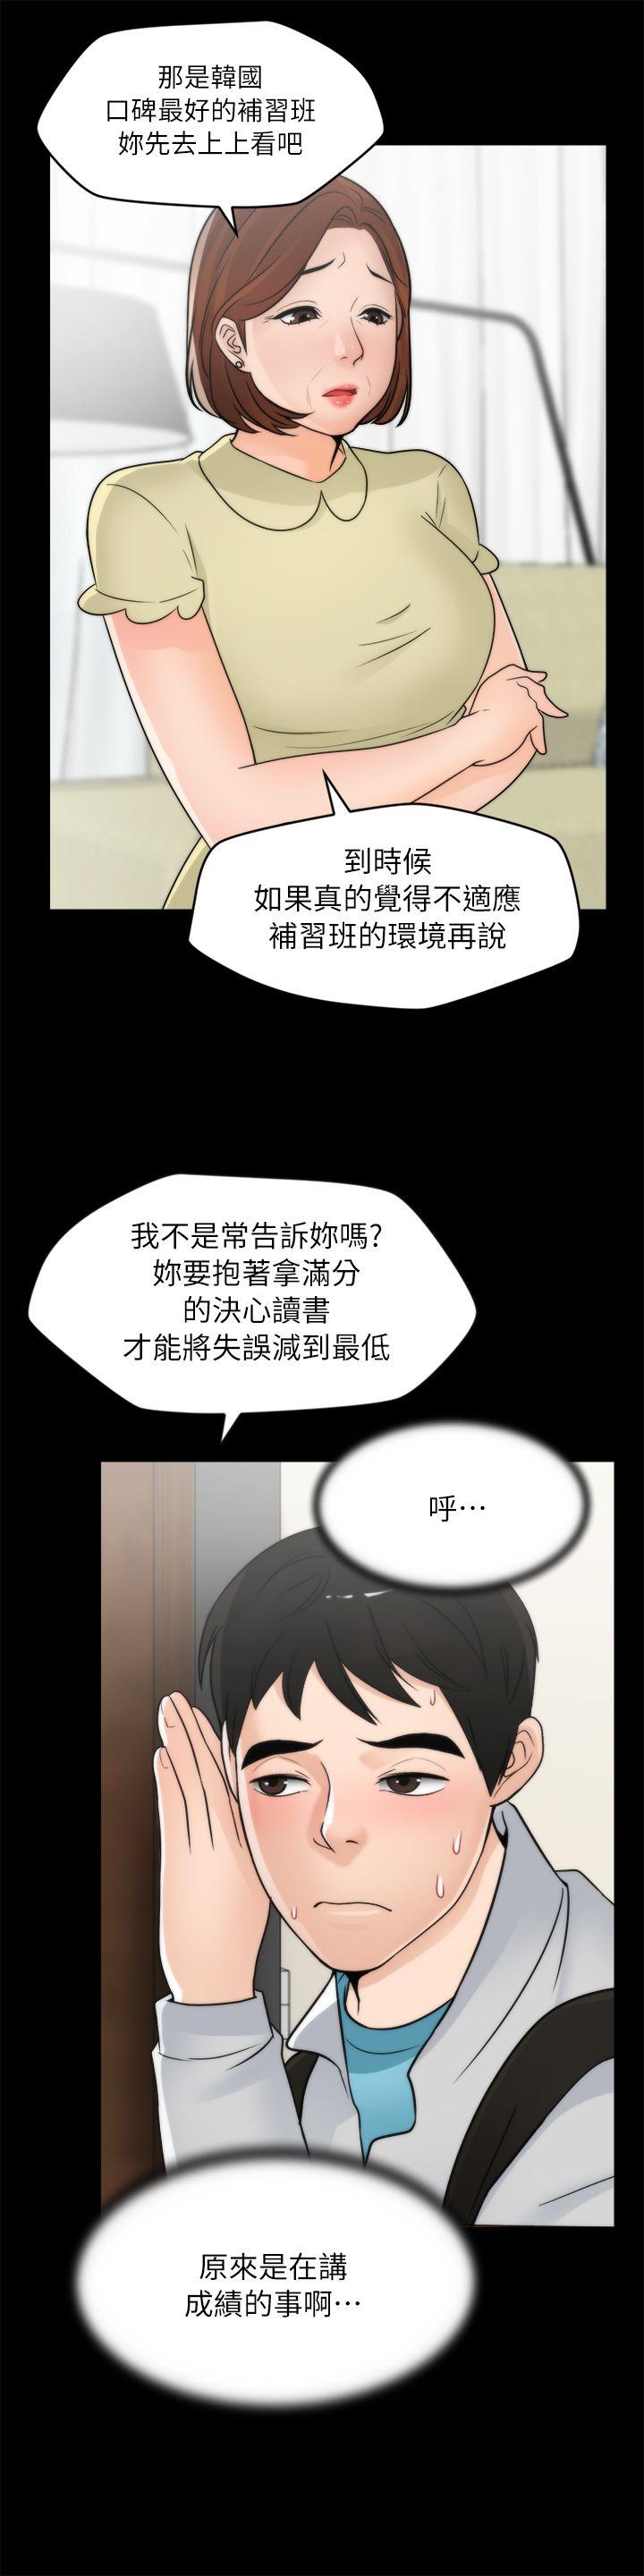 那是韓國
口碑最好的補習班
妳先去上上看吧
到時候
如果真的覺得不適應
補習班的環境再說
我不是常告訴妳嗎?
妳要抱著拿滿分
的決心讀書
才能將失誤減到最低
呼⋯
原來是在講
成績的事啊⋯